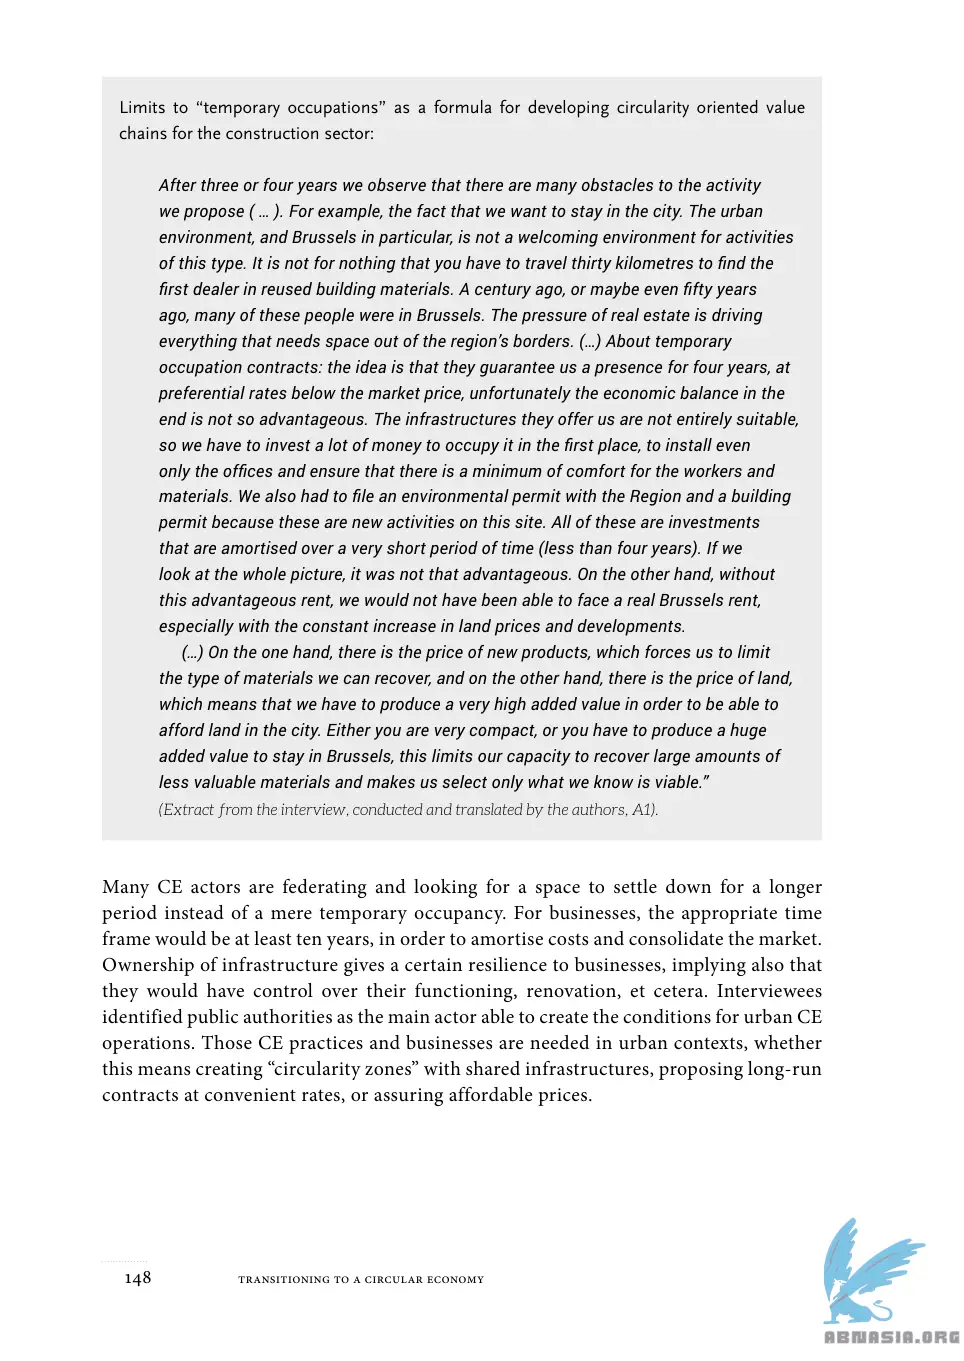 Limits to “temporary occupations” as a formula for developing circularity oriented value
chains for the construction sector:
After three or four years we observe that there are many obstacles to the activity
we propose ( … ). For example, the fact that we want to stay in the city. The urban
environment, and Brussels in particular, is not a welcoming environment for activities
of this type. It is not for nothing that you have to travel thirty kilometres to find the
first dealer in reused building materials. A century ago, or maybe even fifty years
ago, many of these people were in Brussels. The pressure of real estate is driving
everything that needs space out of the region’s borders. (…) About temporary
occupation contracts: the idea is that they guarantee us a presence for four years, at
preferential rates below the market price, unfortunately the economic balance in the
end is not so advantageous. The infrastructures they offer us are not entirely suitable,
so we have to invest a lot of money to occupy it in the first place, to install even
only the offices and ensure that there is a minimum of comfort for the workers and
materials. We also had to file an environmental permit with the Region and a building
permit because these are new activities on this site. All of these are investments
that are amortised over a very short period of time (less than four years). If we
look at the whole picture, it was not that advantageous. On the other hand, without
this advantageous rent, we would not have been able to face a real Brussels rent,
especially with the constant increase in land prices and developments.
(…) On the one hand, there is the price of new products, which forces us to limit
the type of materials we can recover, and on the other hand, there is the price of land,
which means that we have to produce a very high added value in order to be able to
afford land in the city. Either you are very compact, or you have to produce a huge
added value to stay in Brussels, this limits our capacity to recover large amounts of
less valuable materials and makes us select only what we know is viable.”
(Extract from the interview, conducted and translated by the authors, A1).
Many CE actors are federating and looking for a space to settle down for a longer
period instead of a mere temporary occupancy. For businesses, the appropriate time
frame would be at least ten years, in order to amortise costs and consolidate the market.
Ownership of infrastructure gives a certain resilience to businesses, implying also that
they would have control over their functioning, renovation, et cetera. Interviewees
identified public authorities as the main actor able to create the conditions for urban CE
operations. Those CE practices and businesses are needed in urban contexts, whether
this means creating “circularity zones” with shared infrastructures, proposing long-run
contracts at convenient rates, or assuring affordable prices.
148 TRANSITIONING TO A CIRCULAR ECONOMY
ABNASIA.ORG